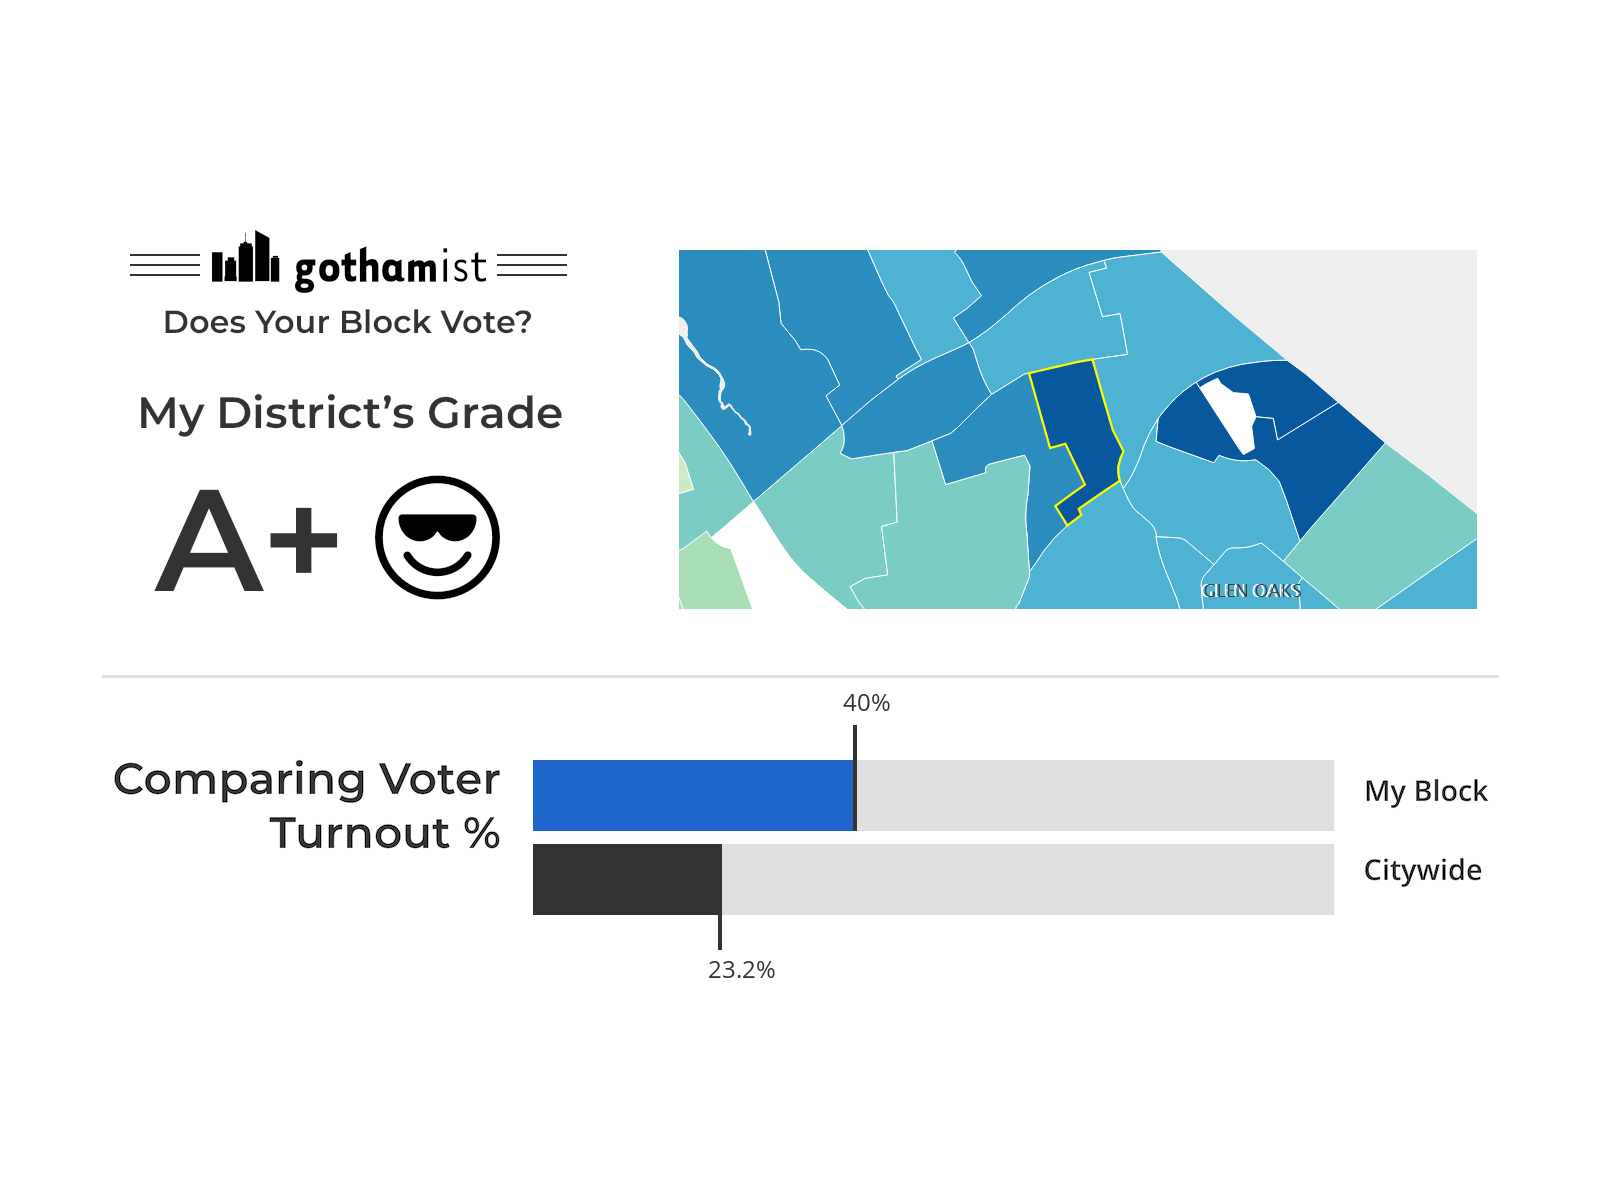 gothamist
Does Your Block Vote?
My District’s Grade
A+
GLEN OAKS
40%
Comparing Voter
Turnout %
My Block
Citywide
23.2%